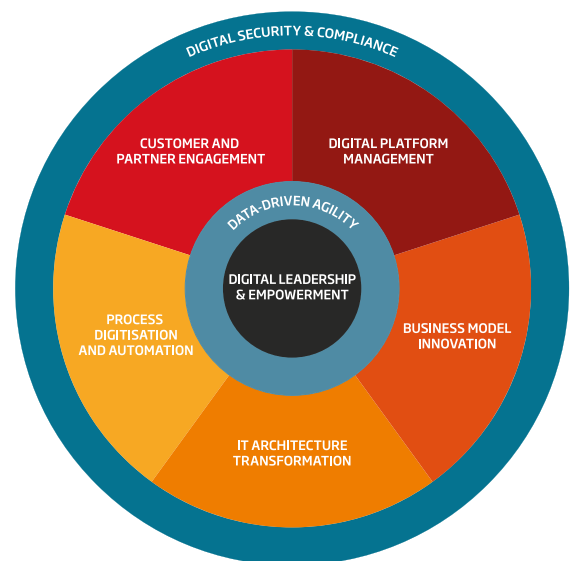 DIGITAL SECURITY & COMPLIANCE
CUSTOMER AND
PARTNER ENGAGEMENT
DIGITAL PLATFORM
MANAGEMENT
DATA-DRIVEN AGILITY
DIGITAL LEADERSHIP
& EMPOWERMENT
PROCESS
DIGITISATION
AND AUTOMATION
BUSINESS MODEL
INNOVATION
IT ARCHITECTURE
TRANSFORMATION